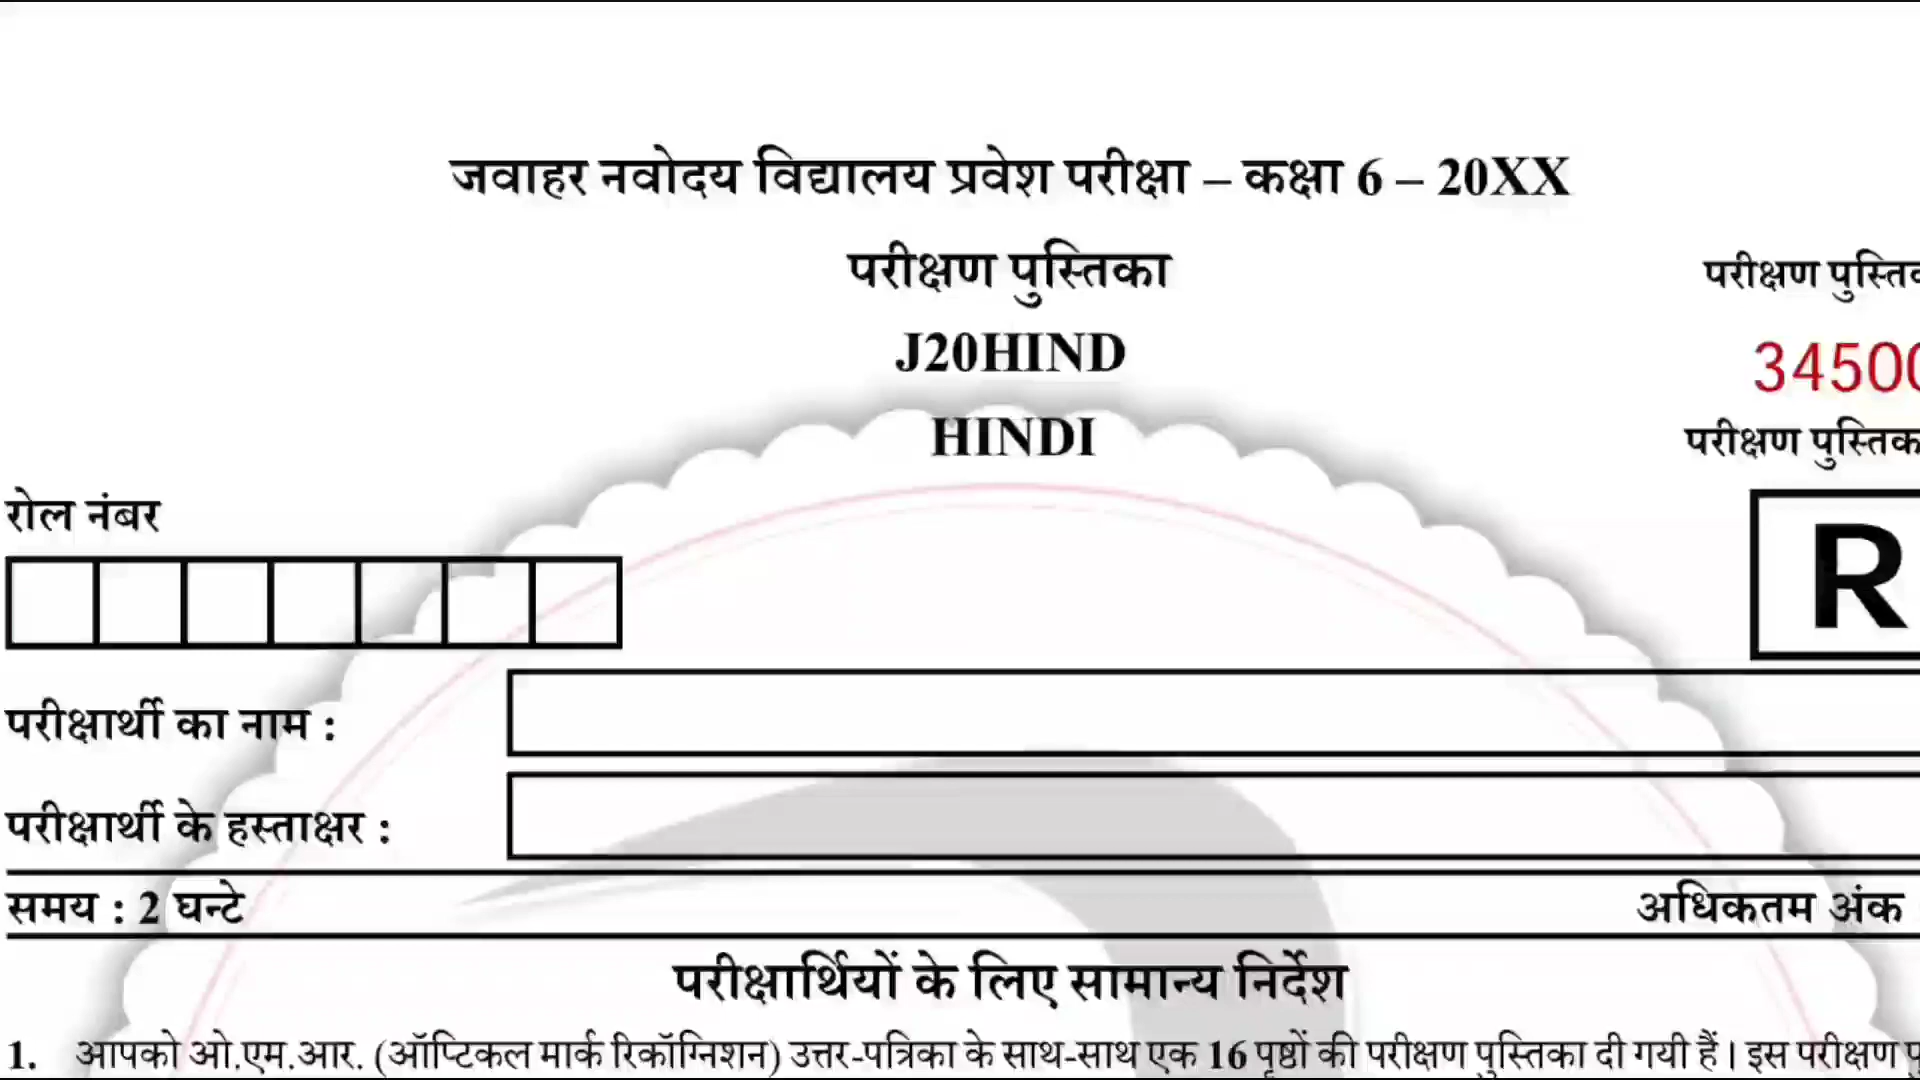 जवाहर नवोदय विद्यालय प्रवेश परीक्षा – कक्षा 6 – 20XX
परीक्षण पुस्तिका
J20HIND
HINDI
परीक्षण
34500
परीक्षण
R
रोल नंबर
परीक्षार्थी का नाम :
परीक्षार्थी के हस्ताक्षर :
समय : 2 घन्टे
अधिकतम अंक
परीक्षार्थियों के लिए सामान्य निर्देश
1. आपको ओ.एम.आर. (ऑप्टिकल मार्क रिकॉग्निशन) उत्तर-पत्रिका के साथ-साथ एक 16 पृष्ठों की परीक्षण पुस्तिका दी गयी हैं। इस परीक्षण